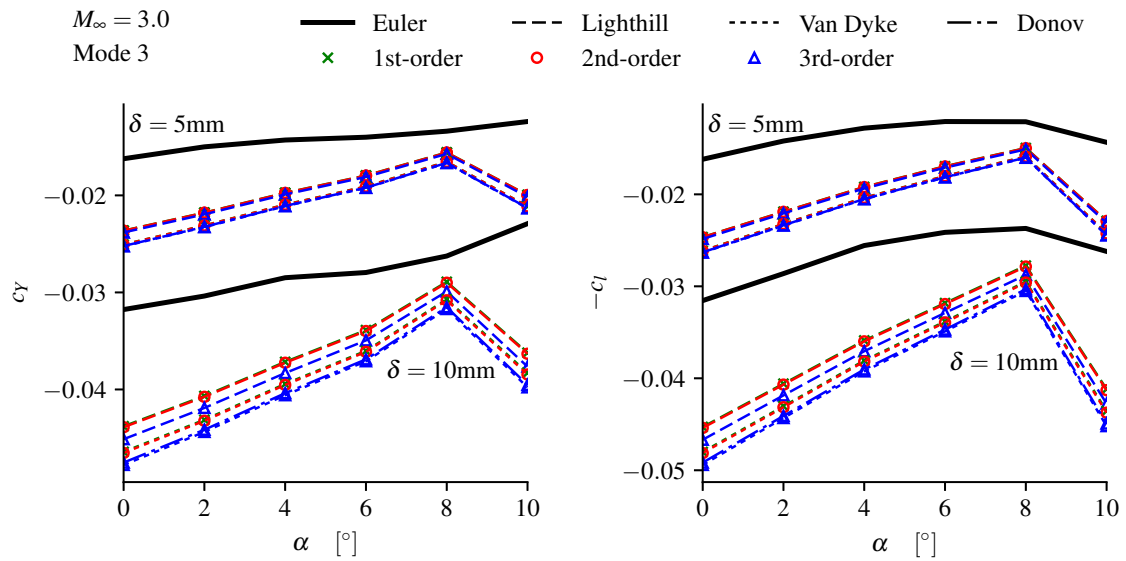 M∞ = 3.0
Mode 3
Euler Lighthill Van Dyke Donov
1st-order 2nd-order 3rd-order
δ = 5mm
δ = 10mm
−0.02
−0.03
−0.04
c_Y
0 2 4 6 8 10
α [°]
δ = 5mm
δ = 10mm
−0.02
−0.03
−0.04
−0.05
−c_l
0 2 4 6 8 10
α [°]